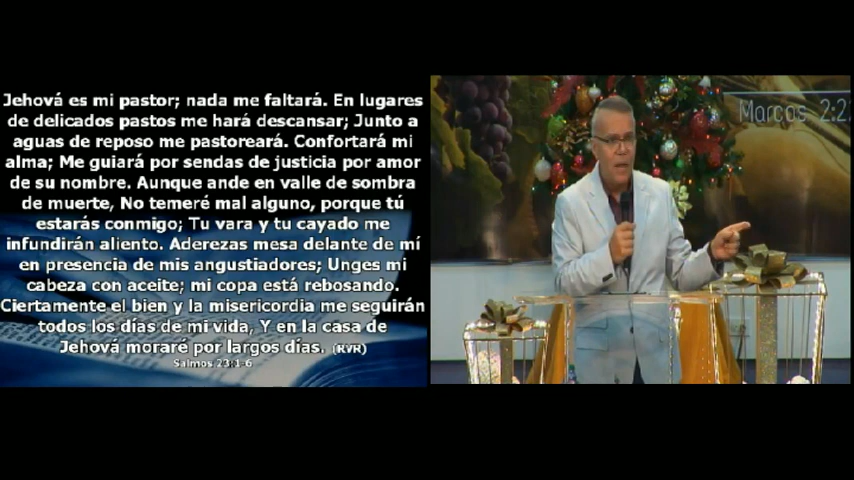 Jehová es mi pastor; nada me faltará. En lugares
de delicados pastos me hará descansar; Junto a
aguas de reposo me pastoreará. Confortará mi
alma; Me guiará por sendas de justicia por amor
de su nombre. Aunque ande en valle de sombra
de muerte, No temeré mal alguno, porque tú
estarás conmigo; Tu vara y tu cayado me
infundirán aliento. Aderezas mesa delante de mí
en presencia de mis angustiadores; Unges mi
cabeza con aceite; mi copa está rebosando.
Ciertamente el bien y la misericordia me seguirán
todos los días de mi vida, Y en la casa de
Jehová moraré por largos días. (RVR)
Salmos 23:1-6
Marcos 2:2